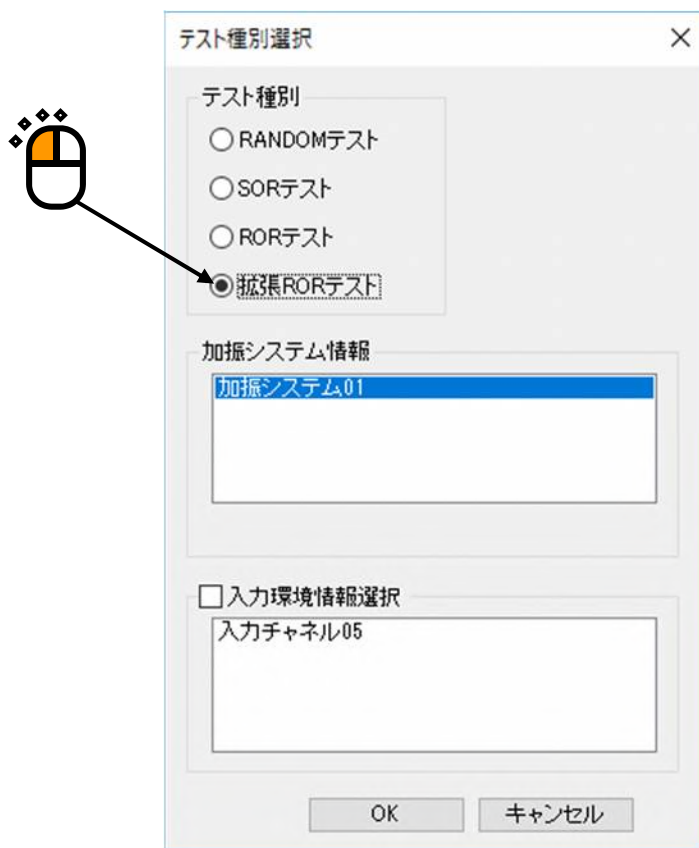 テスト種別選択
テスト種別
RANDOMテスト
SORテスト
RORテスト
拡張RORテスト
加振システム情報
加振システム01
入力環境情報選択
入力チャネル05
OK
キャンセル